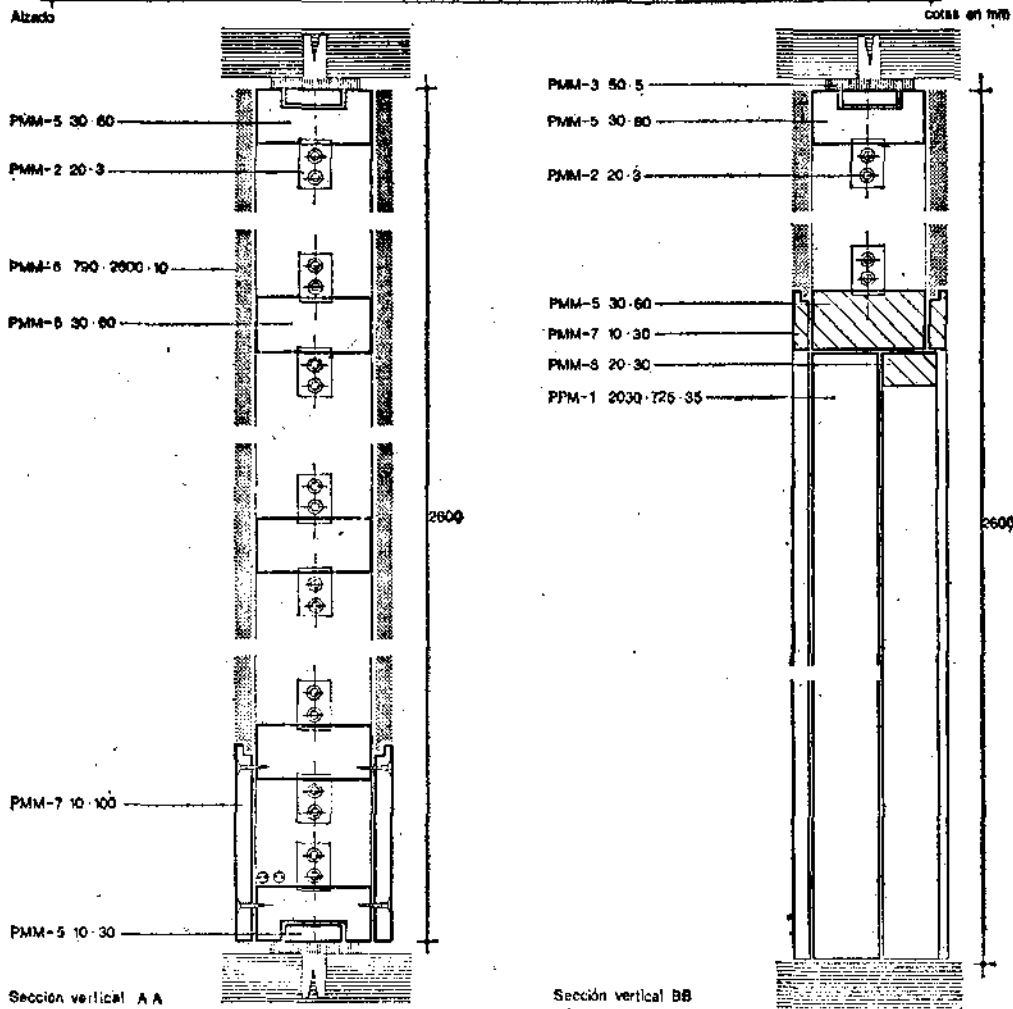 Alzado
cotas en mm
PMM-5 30·60
PMM-2 20·3
PMM-6 790·2600·10
PMM-5 30·60
PMM-7 10·100
PMM-5 10·30
2600
Sección vertical A A
PMM-3 50·5
PMM-5 30·60
PMM-2 20·3
PMM-5 30·60
PMM-7 10·30
PMM-8 20·30
PPM-1 2030·725·35
2600
Sección vertical BB